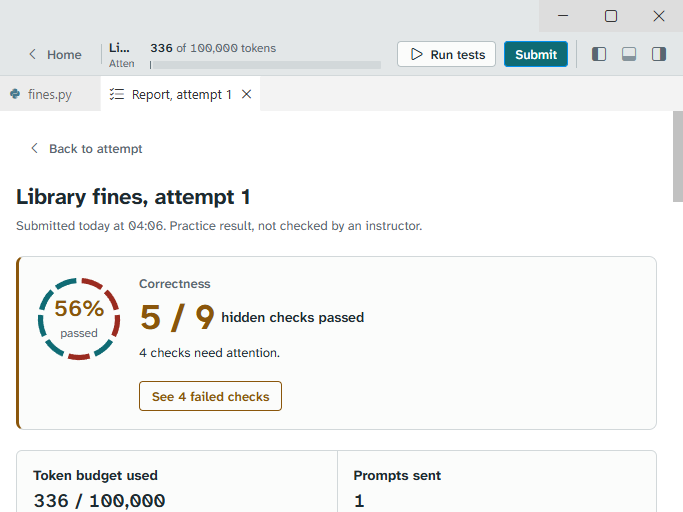 Home
Li...
Atten
336 of 100,000 tokens
Run tests
Submit
fines.py
Report, attempt 1
Back to attempt
Library fines, attempt 1
Submitted today at 04:06. Practice result, not checked by an instructor.
56%
passed
Correctness
5 / 9 hidden checks passed
4 checks need attention.
See 4 failed checks
Token budget used
336 / 100,000
Prompts sent
1